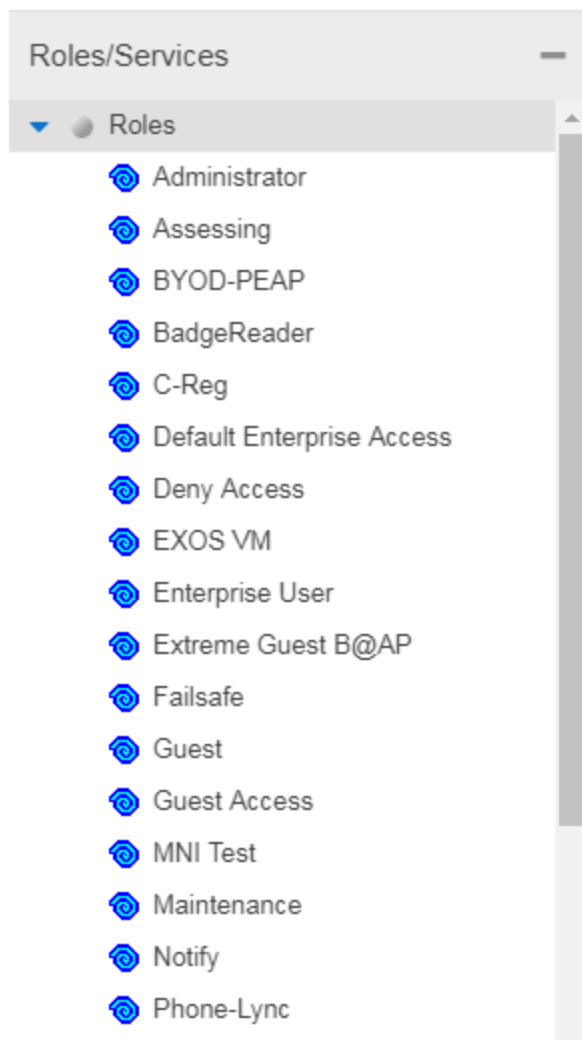 Roles/Services
Roles
Administrator
Assessing
BYOD-PEAP
BadgeReader
C-Reg
Default Enterprise Access
Deny Access
EXOS VM
Enterprise User
Extreme Guest B@AP
Failsafe
Guest
Guest Access
MNI Test
Maintenance
Notify
Phone-Lync